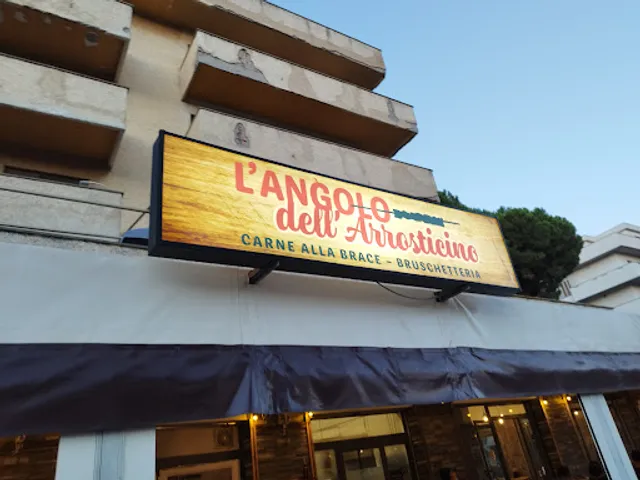 L'ANGOLO
dell'Arrosticino
CARNE ALLA BRACE - BRUSCHETTERIA